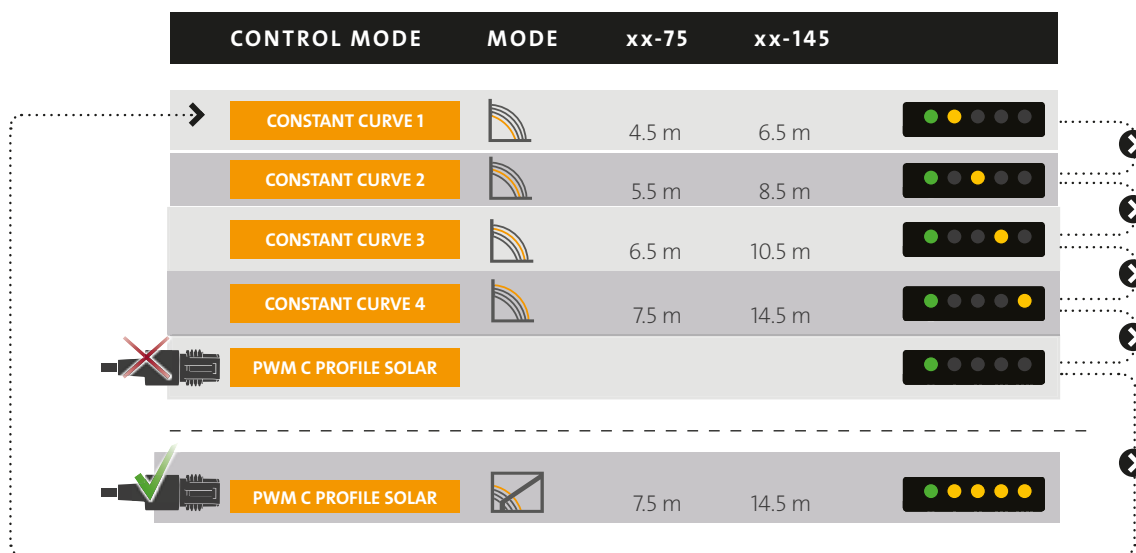 CONTROL MODE MODE xx-75 xx-145
CONSTANT CURVE 1 4.5 m 6.5 m
CONSTANT CURVE 2 5.5 m 8.5 m
CONSTANT CURVE 3 6.5 m 10.5 m
CONSTANT CURVE 4 7.5 m 14.5 m
PWM C PROFILE SOLAR
PWM C PROFILE SOLAR 7.5 m 14.5 m